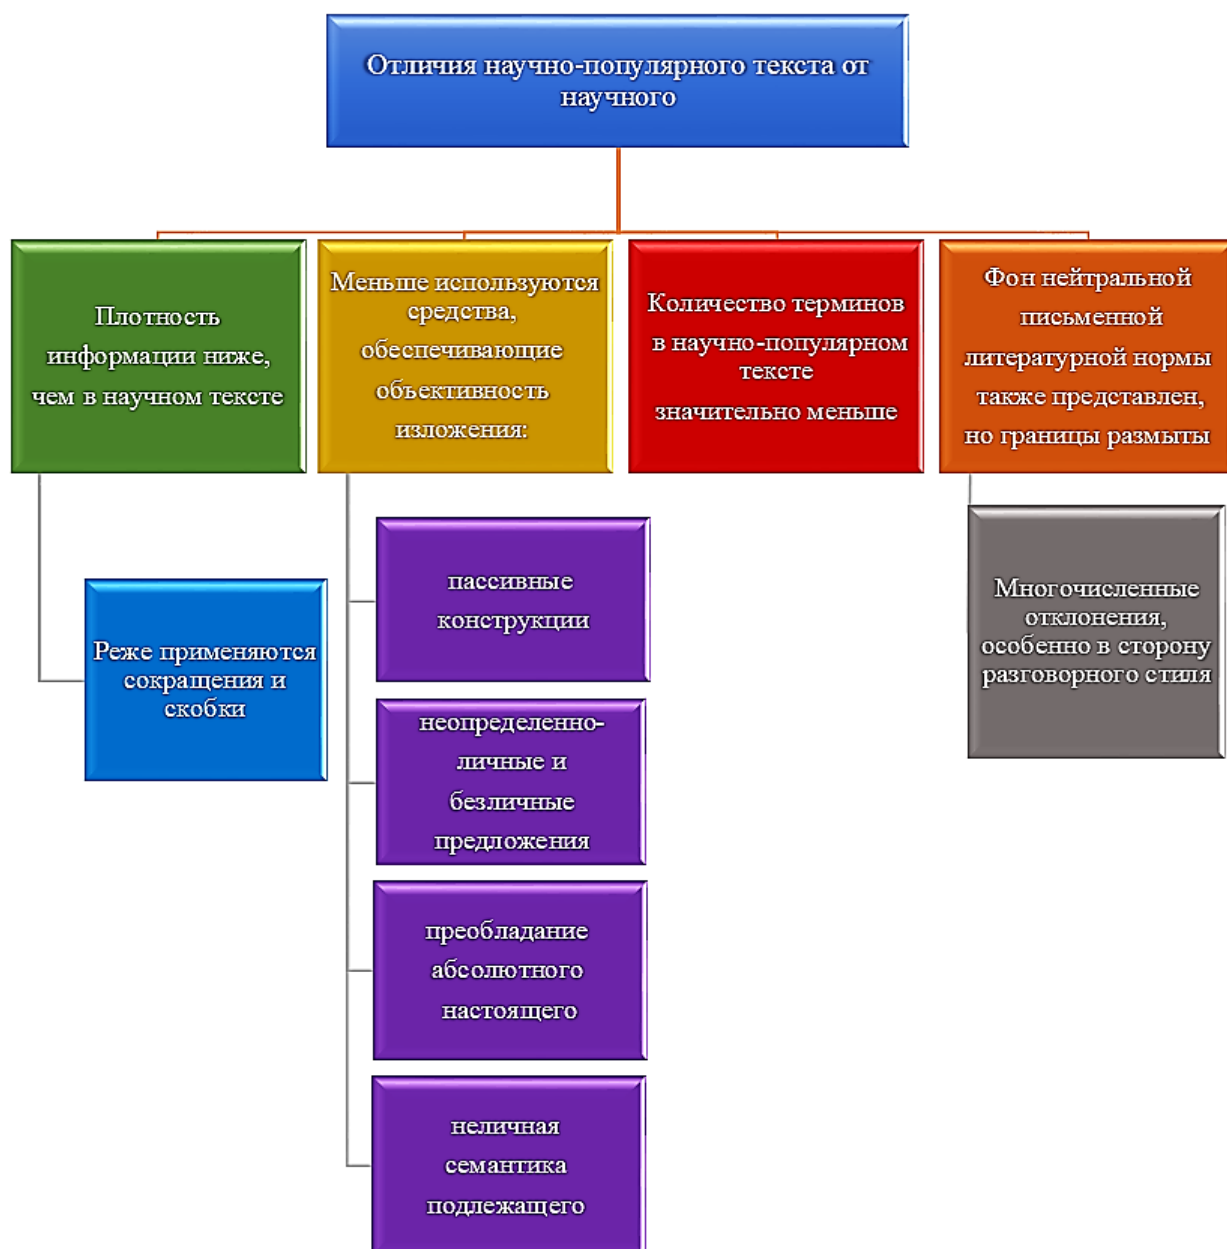 Отличия научно-популярного текста от
научного
Плотность
информации ниже,
чем в научном тексте
Реже применяются
сокращения и
скобки
Меньше используются
средства,
обеспечивающие
объективность
изложения:
пассивные
конструкции
неопределенно-
личные и
безличные
предложения
преобладание
абсолютного
настоящего
неличная
семантика
подлежащего
Количество терминов
в научно-популярном
тексте
значительно меньше
Фон нейтральной
письменной
литературной нормы
также представлен,
но границы размыты
Многочисленные
отклонения,
особенно в сторону
разговорного стиля